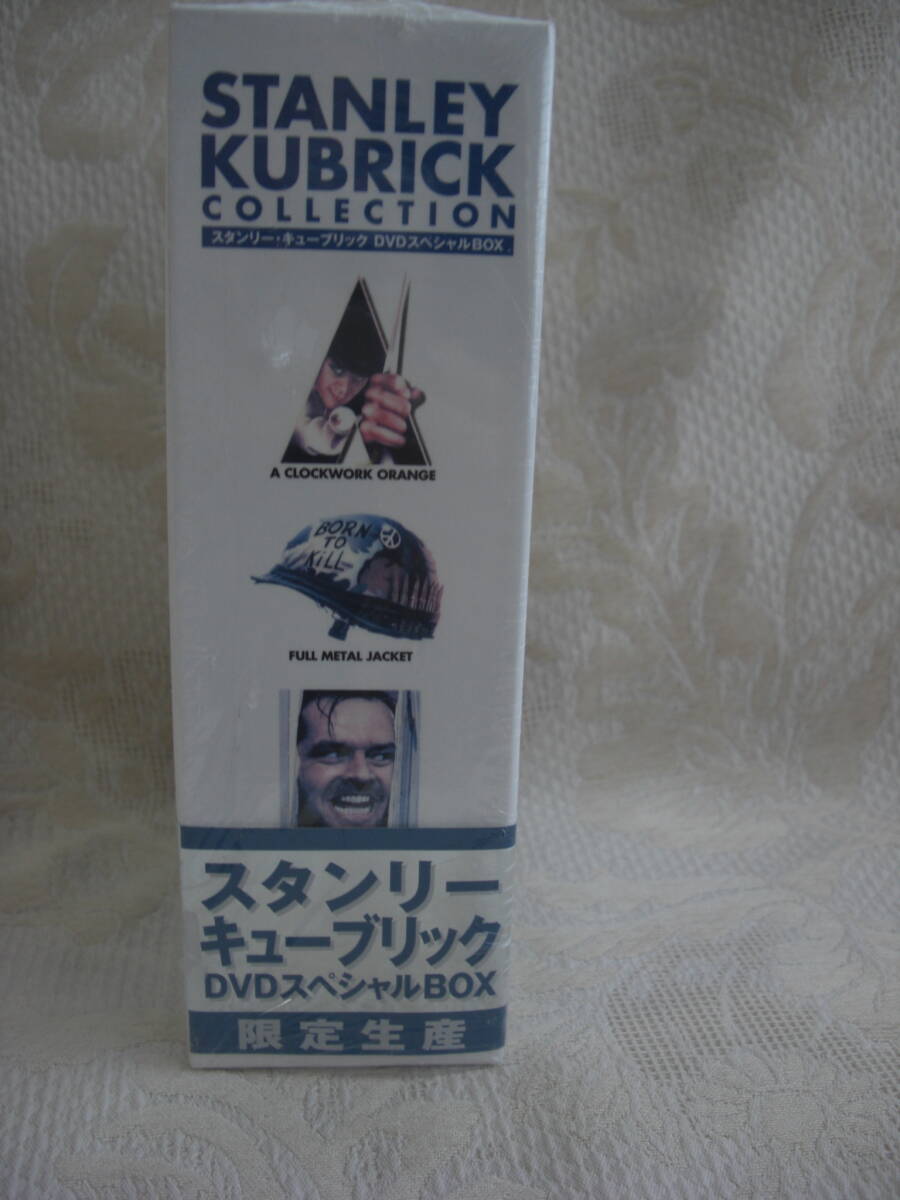 STANLEY
KUBRICK
COLLECTION
スタンリー・キューブリック DVDスペシャルBOX
A CLOCKWORK ORANGE
BORN
TO
KILL
FULL METAL JACKET
スタンリー
キューブリック
DVDスペシャルBOX
限定生産